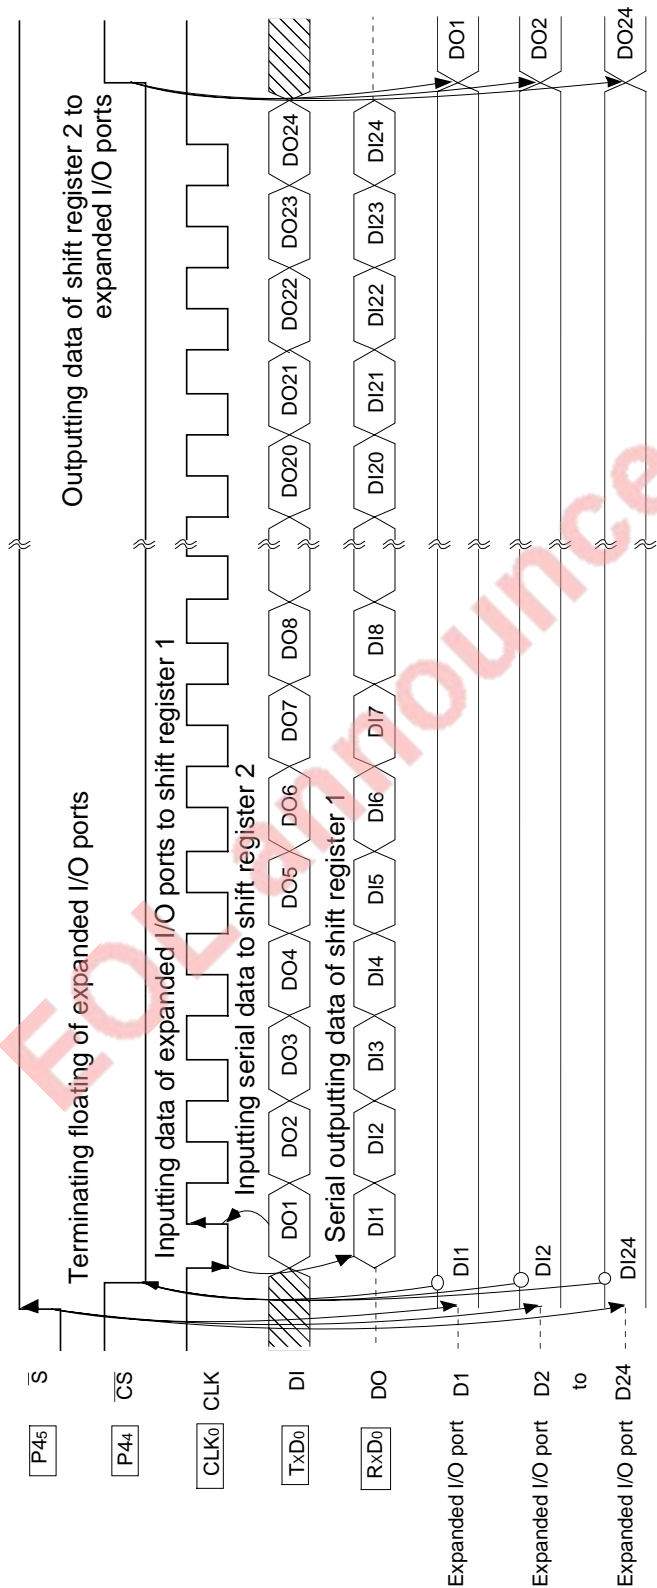 Outputting data of shift register 2 to
expanded I/O ports
Terminating floating of expanded I/O ports
Inputting data of expanded I/O ports to shift register 1
Inputting serial data to shift register 2
Serial outputting data of shift register 1
P45 S
P44 CS
CLK0 CLK
TxD0 DI DO1 DO2 DO3 DO4 DO5 DO6 DO7 DO8 DO20 DO21 DO22 DO23 DO24
RxD0 DO DI1 DI2 DI3 DI4 DI5 DI6 DI7 DI8 DI20 DI21 DI22 DI23 DI24
Expanded I/O port D1 DI1 DO1
Expanded I/O port D2 DI2 DO2
to
Expanded I/O port D24 DI24 DO24
EOL announce